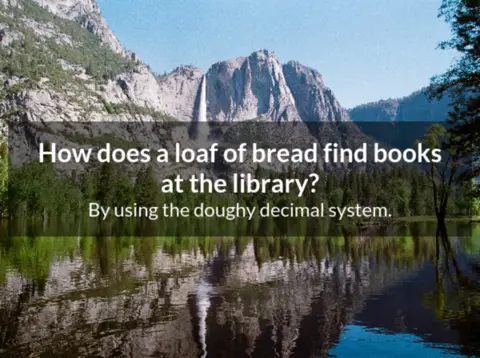 How does a loaf of bread find books
at the library?
By using the doughy decimal system.